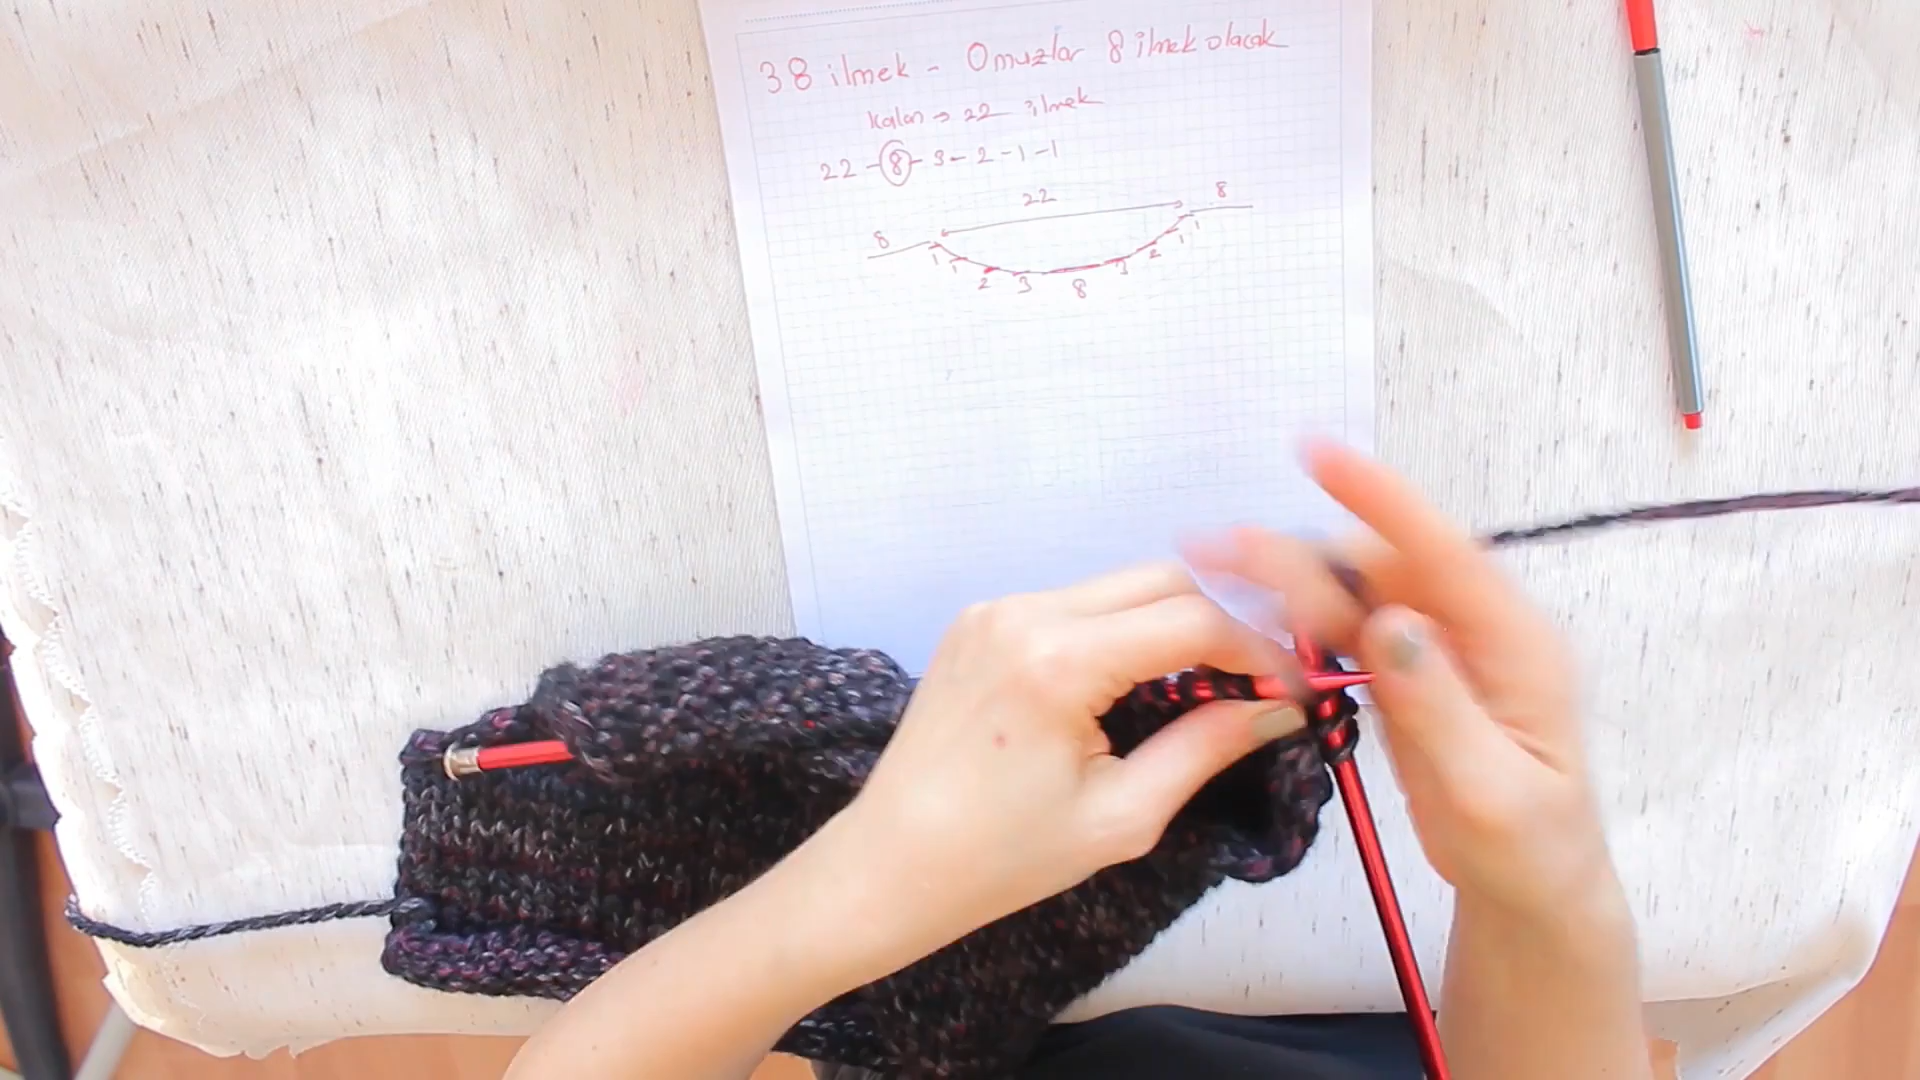 38 ilmek - Omuzlar 8 ilmek olacak
kalan → 22 ilmek
22 - 8 - 3 - 2 - 1 - 1
22
8 8
1 1 2 3 8 3 2 1 1